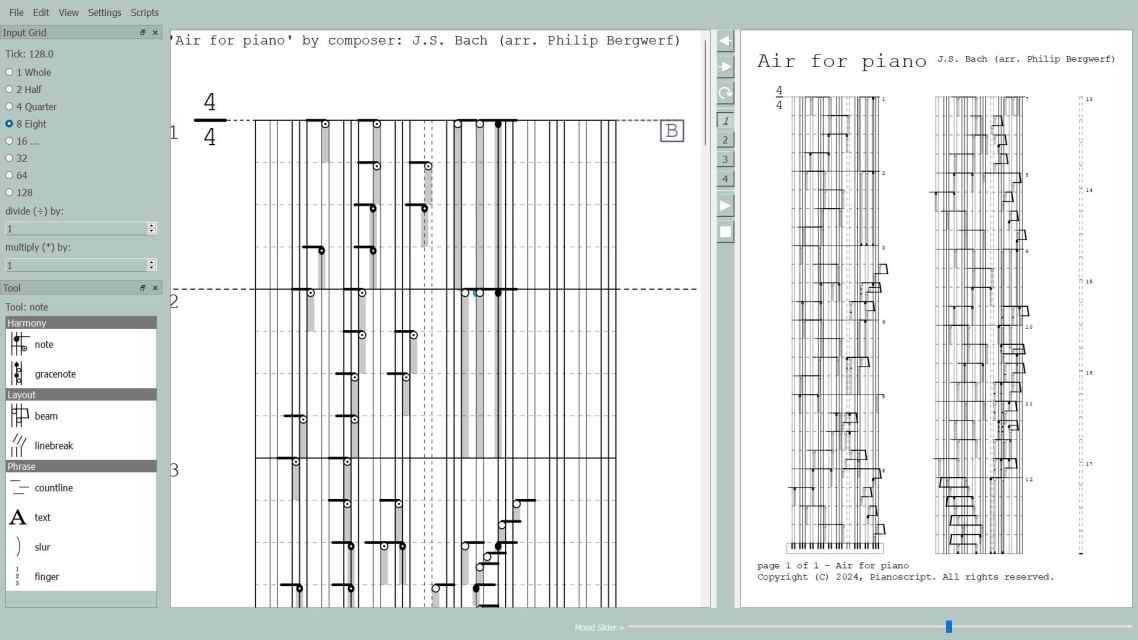 File Edit View Settings Scripts
Input Grid
Tick: 128.0
1 Whole
2 Half
4 Quarter
8 Eight
16 ...
32
64
128
divide (÷) by:
1
multiply (*) by:
1
Tool
Tool: note
Harmony
note
gracenote
Layout
beam
linebreak
Phrase
countline
A text
slur
1 2 3 finger
'Air for piano' by composer: J.S. Bach (arr. Philip Bergwerf)
4
4
1
B
2
3
1
2
3
4
Air for piano J.S. Bach (arr. Philip Bergwerf)
4
4
1
2
3
4
5
6
7
8
9
10
11
12
13
14
15
16
17
page 1 of 1 - Air for piano
Copyright (C) 2024, Pianoscript. All rights reserved.
Mood Slider =